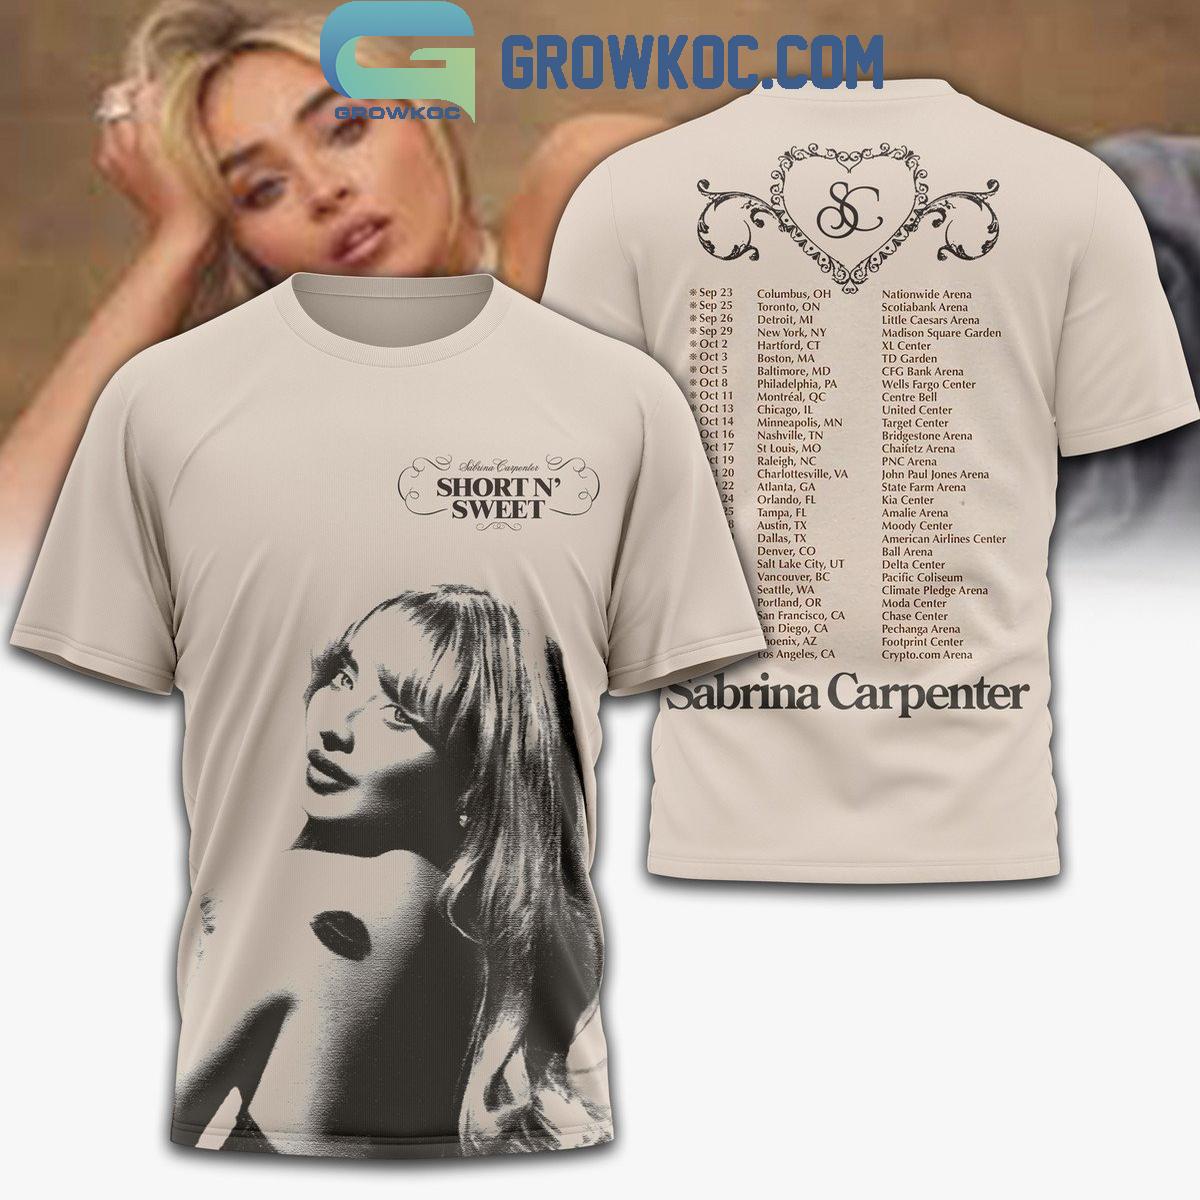 GROWKOC
GROWKOC.COM
SC
Sep 23 Columbus, OH Nationwide Arena
Sep 25 Toronto, ON Scotiabank Arena
Sep 26 Detroit, MI Little Caesars Arena
Sep 29 New York, NY Madison Square Garden
Oct 2 Hartford, CT XL Center
Oct 3 Boston, MA TD Garden
Oct 5 Baltimore, MD CFG Bank Arena
Oct 8 Philadelphia, PA Wells Fargo Center
Oct 11 Montréal, QC Centre Bell
Oct 13 Chicago, IL United Center
Oct 14 Minneapolis, MN Target Center
Oct 16 Nashville, TN Bridgestone Arena
Oct 17 St Louis, MO Chaifetz Arena
Oct 19 Raleigh, NC PNC Arena
20 Charlottesville, VA John Paul Jones Arena
22 Atlanta, GA State Farm Arena
24 Orlando, FL Kia Center
Tampa, FL Amalie Arena
Austin, TX Moody Center
Dallas, TX American Airlines Center
Denver, CO Ball Arena
Salt Lake City, UT Delta Center
Vancouver, BC Pacific Coliseum
Seattle, WA Climate Pledge Arena
Portland, OR Moda Center
San Francisco, CA Chase Center
San Diego, CA Pechanga Arena
Phoenix, AZ Footprint Center
Los Angeles, CA Crypto.com Arena
Sabrina Carpenter
Sabrina Carpenter
SHORT N'
SWEET